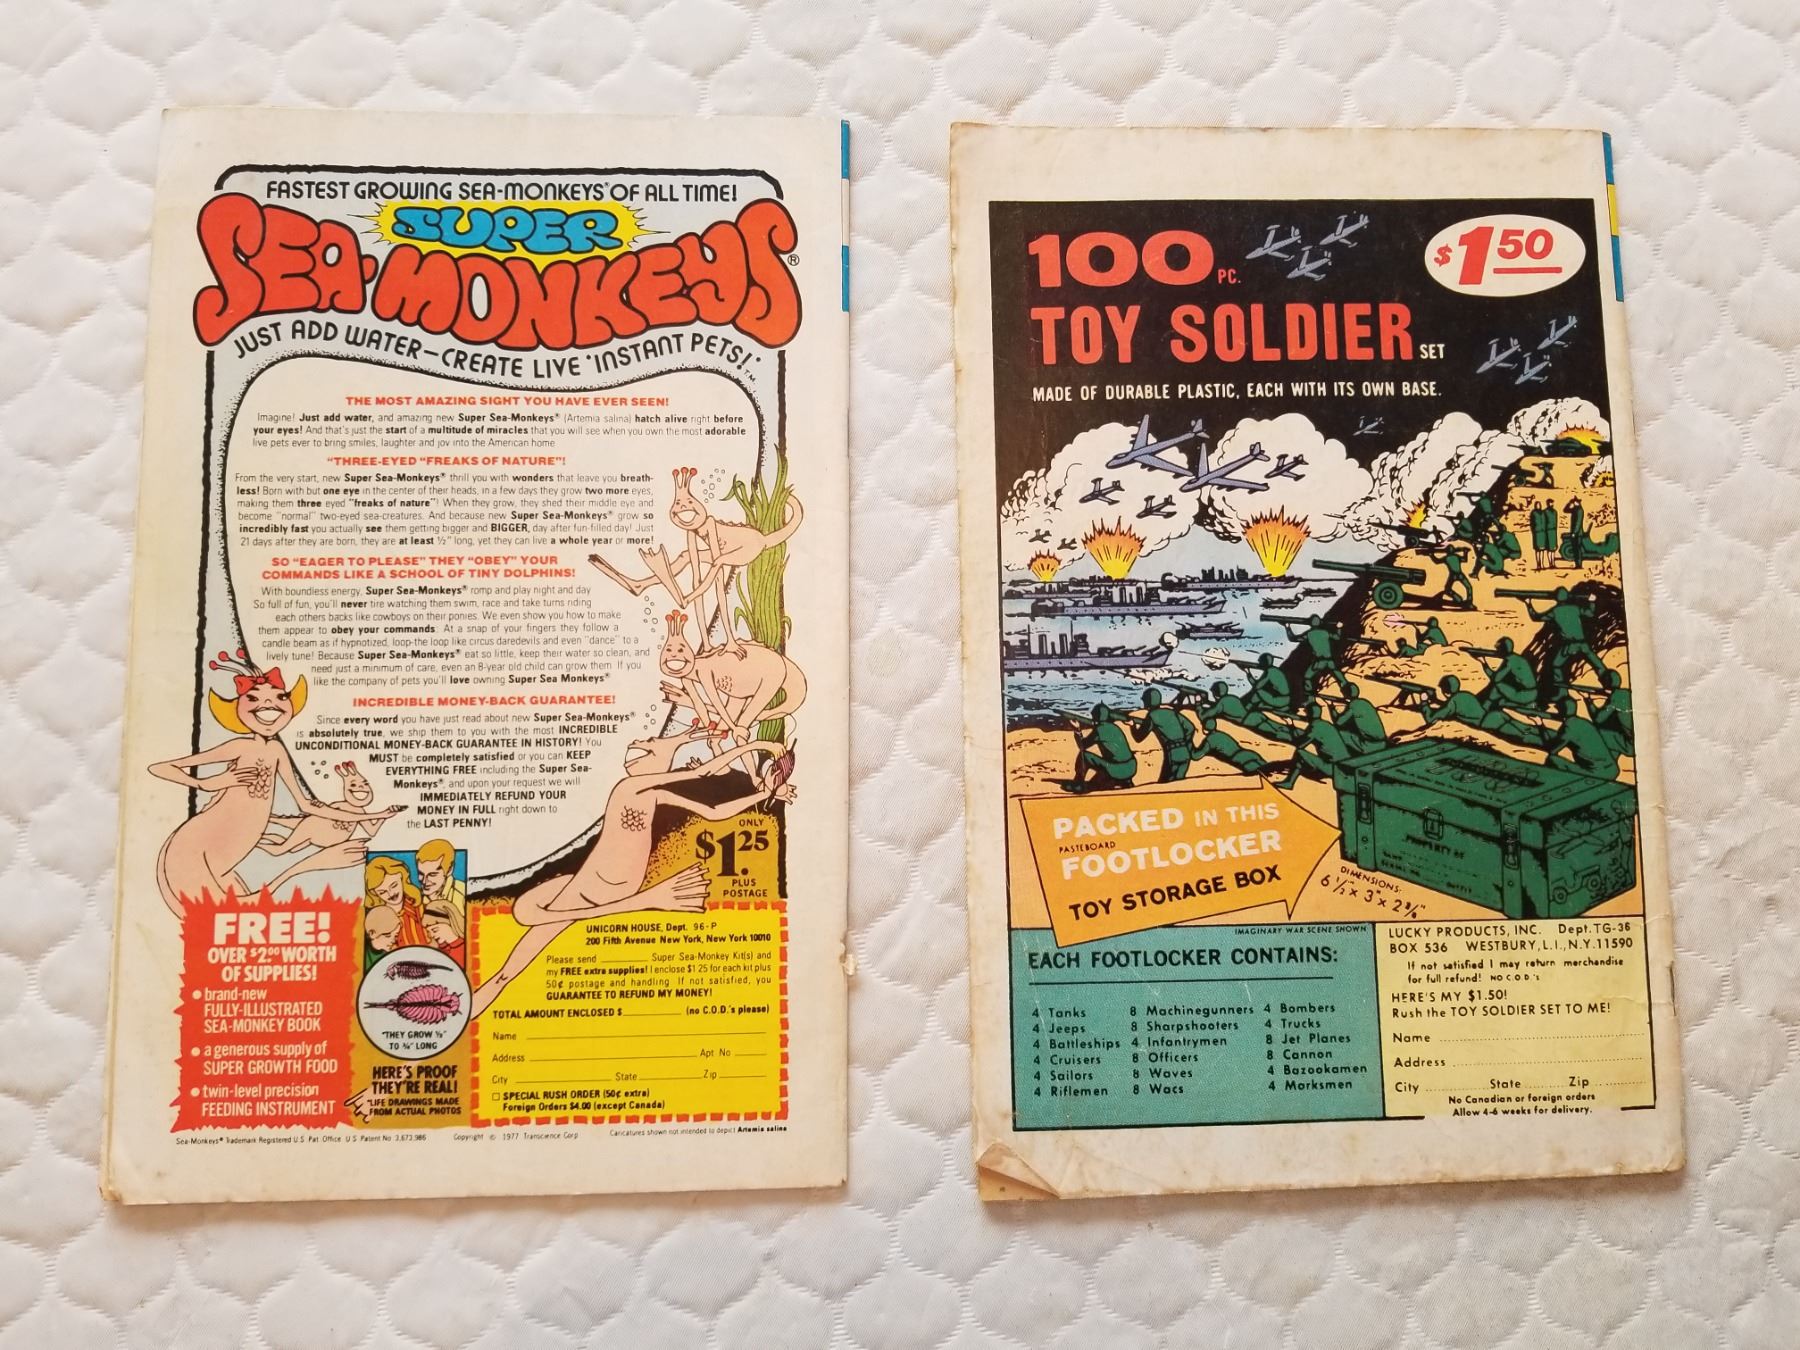 FASTEST GROWING SEA-MONKEYS® OF ALL TIME!
SUPER
SEA-MONKEYS®
JUST ADD WATER—CREATE LIVE "INSTANT PETS!"TM
THE MOST AMAZING SIGHT YOU HAVE EVER SEEN!
Imagine! Just add water, and amazing new Super Sea-Monkeys® (Artemia salina) hatch alive right before
your eyes! And that's just the start of a multitude of miracles that you will see when you own the most adorable
live pets ever to bring smiles, laughter and joy into the American home
"THREE-EYED "FREAKS OF NATURE"!
From the very start, new Super Sea-Monkeys® thrill you with wonders that leave you breath-
less! Born with but one eye in the center of their heads, in a few days they grow two more eyes,
making them three eyed "freaks of nature"! When they grow, they shed their middle eye and
become "normal" two-eyed sea-creatures. And because new Super Sea-Monkeys® grow so
incredibly fast you actually see them getting bigger and BIGGER, day after fun-filled day! Just
21 days after they are born, they are at least ½" long, yet they can live a whole year or more!
SO "EAGER TO PLEASE" THEY "OBEY" YOUR
COMMANDS LIKE A SCHOOL OF TINY DOLPHINS!
With boundless energy, Super Sea-Monkeys® romp and play night and day
So full of fun, you'll never tire watching them swim, race and take turns riding
each others backs like cowboys on their ponies. We even show you how to make
them appear to obey your commands. At a snap of your fingers they follow a
candle beam as if hypnotized, loop-the loop like circus daredevils and even "dance" to a
lively tune! Because Super Sea-Monkeys® eat so little, keep their water so clean, and
need just a minimum of care, even an 8-year old child can grow them If you
like the company of pets you'll love owning Super Sea Monkeys®
INCREDIBLE MONEY-BACK GUARANTEE!
Since every word you have just read about new Super Sea-Monkeys®
is absolutely true, we ship them to you with the most INCREDIBLE
UNCONDITIONAL MONEY-BACK GUARANTEE IN HISTORY! You
MUST be completely satisfied or you can KEEP
EVERYTHING FREE including the Super Sea-
Monkeys®, and upon your request we will
IMMEDIATELY REFUND YOUR
MONEY IN FULL right down to
the LAST PENNY!
ONLY
$1.25
PLUS
POSTAGE
FREE!
OVER $2.00 WORTH
OF SUPPLIES!
• brand-new
FULLY-ILLUSTRATED
SEA-MONKEY BOOK
• a generous supply of
SUPER GROWTH FOOD
• twin-level precision
FEEDING INSTRUMENT
"THEY GROW ½"
TO ¾" LONG
HERE'S PROOF
THEY'RE REAL!
"LIFE DRAWINGS MADE
FROM ACTUAL PHOTOS
UNICORN HOUSE, Dept. 96-P
200 Fifth Avenue New York, New York 10010
Please send ________ Super Sea-Monkey Kit(s) and
my FREE extra supplies! I enclose $1 25 for each kit plus
50¢ postage and handling If not satisfied, you
GUARANTEE TO REFUND MY MONEY!
TOTAL AMOUNT ENCLOSED $________ (no C.O.D.'s please)
Name
Address Apt No
City State Zip
□ SPECIAL RUSH ORDER (50¢ extra)
Foreign Orders $4.00 (except Canada)
Sea-Monkeys® Trademark Registered U S Pat Office U S Patent No 3,673,986 Copyright © 1977 Transcience Corp Caricatures shown not intended to depict Artemia salina
100 PC.
TOY SOLDIER SET
$1.50
MADE OF DURABLE PLASTIC, EACH WITH ITS OWN BASE.
PACKED IN THIS
PASTEBOARD
FOOTLOCKER
TOY STORAGE BOX
PROPERTY OF
DIMENSIONS:
IMAGINARY WAR SCENE SHOWN
EACH FOOTLOCKER CONTAINS:
4 Tanks 8 Machinegunners 4 Bombers
4 Jeeps 8 Sharpshooters 4 Trucks
4 Battleships 4 Infantrymen 8 Jet Planes
4 Cruisers 8 Officers 8 Cannon
4 Sailors 8 Waves 4 Bazookamen
4 Riflemen 8 Wacs 4 Morksmen
LUCKY PRODUCTS, INC. Dept. TG-36
BOX 536 WESTBURY, L.I., N.Y. 11590
If not satisfied I may return merchandise
for full refund! NO C.O.D.'s
HERE'S MY $1.50!
Rush the TOY SOLDIER SET TO ME!
Name
Address
City State Zip
No Canadian or foreign orders
Allow 4-6 weeks for delivery.